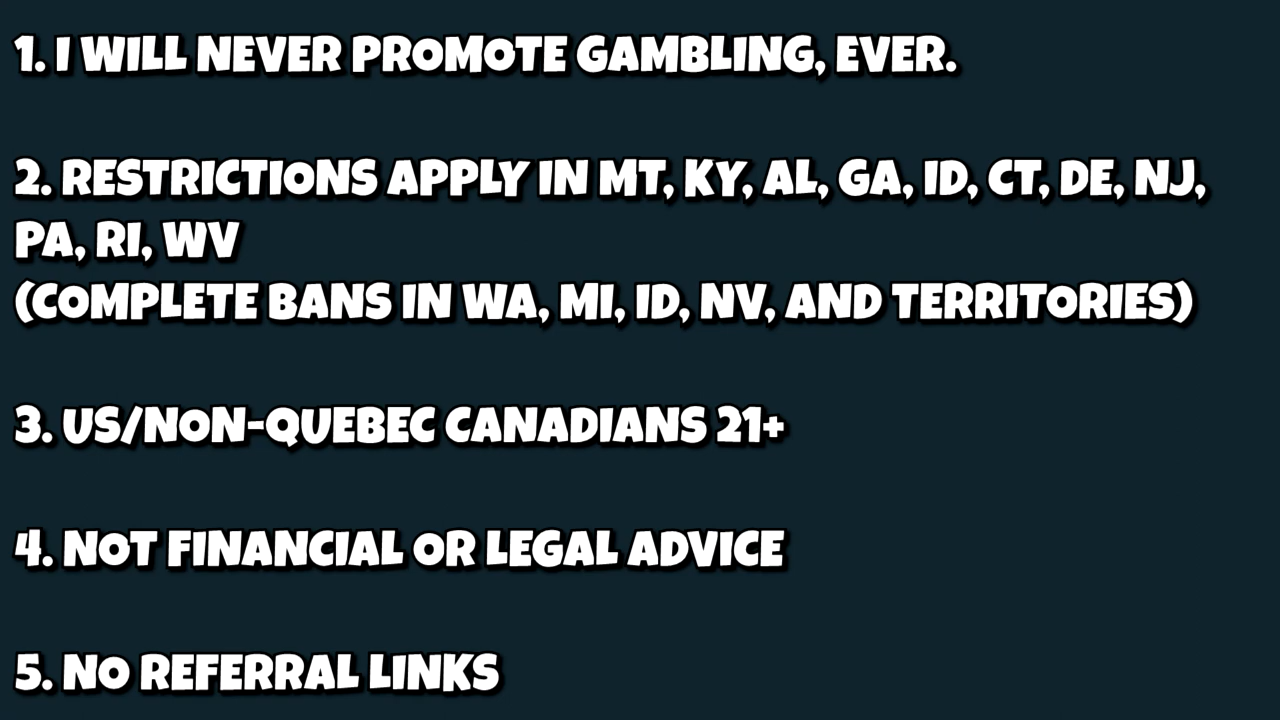 1. I WILL NEVER PROMOTE GAMBLING, EVER.
2. RESTRICTIONS APPLY IN MT, KY, AL, GA, ID, CT, DE, NJ,
PA, RI, WV
(COMPLETE BANS IN WA, MI, ID, NV, AND TERRITORIES)
3. US/NON-QUEBEC CANADIANS 21+
4. NOT FINANCIAL OR LEGAL ADVICE
5. NO REFERRAL LINKS